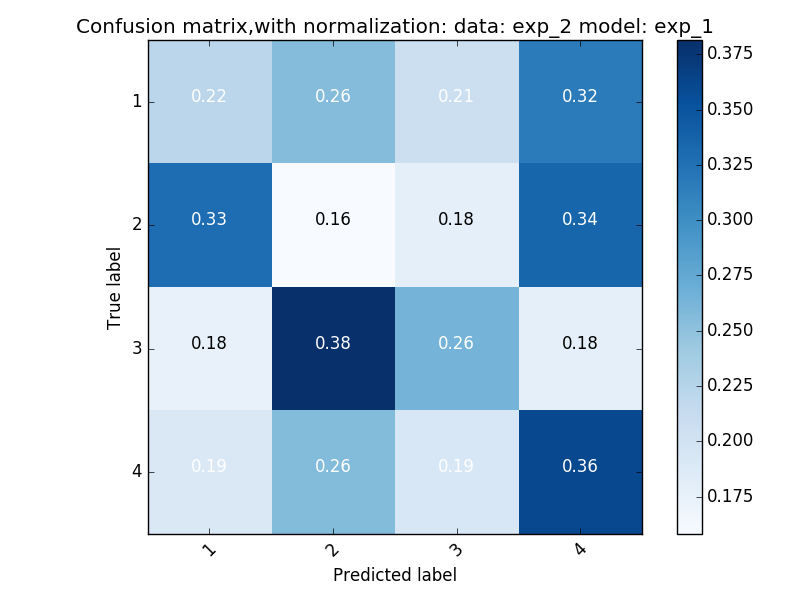 Confusion matrix,with normalization: data: exp_2 model: exp_1
True label
1 0.22 0.26 0.21 0.32
2 0.33 0.16 0.18 0.34
3 0.18 0.38 0.26 0.18
4 0.19 0.26 0.19 0.36
1 2 3 4
Predicted label
0.375
0.350
0.325
0.300
0.275
0.250
0.225
0.200
0.175